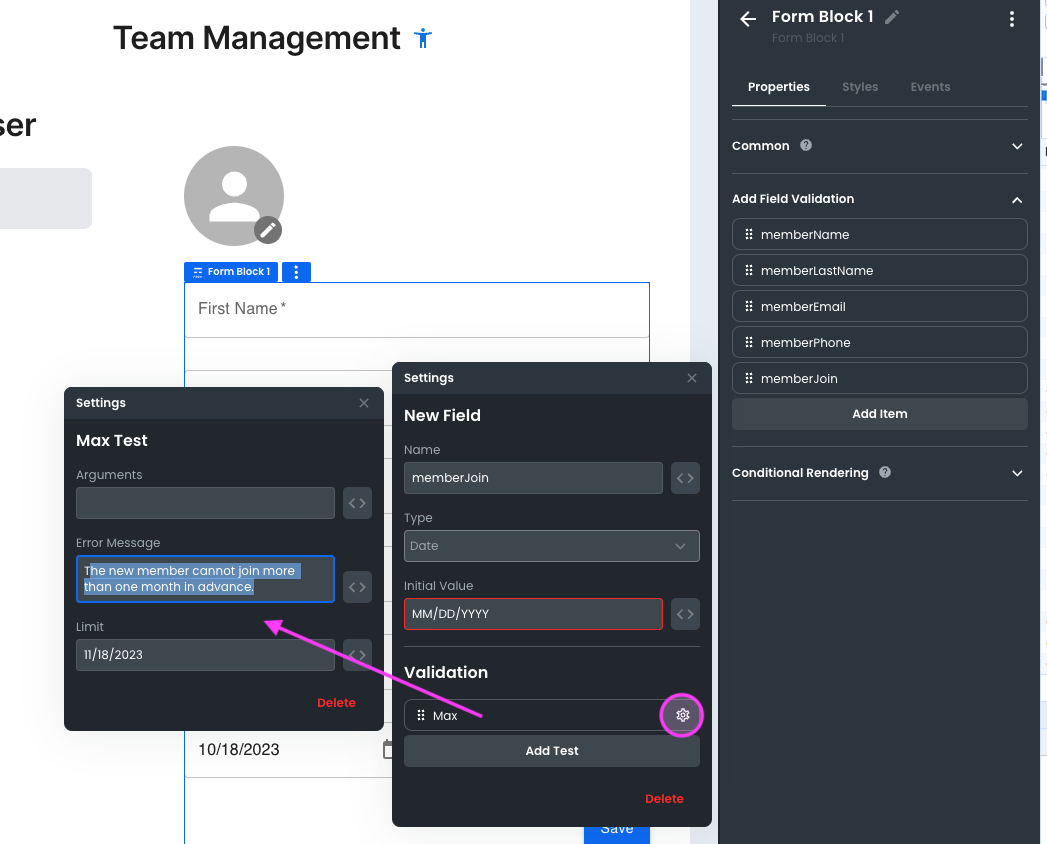 Team Management
ser
Form Block 1
First Name *
10/18/2023
Save
Settings
Max Test
Arguments
Error Message
The new member cannot join more
than one month in advance.
Limit
11/18/2023
Delete
Settings
New Field
Name
memberJoin
Type
Date
Initial Value
MM/DD/YYYY
Validation
Max
Add Test
Delete
Form Block 1
Form Block 1
Properties
Styles
Events
Common
Add Field Validation
memberName
memberLastName
memberEmail
memberPhone
memberJoin
Add Item
Conditional Rendering